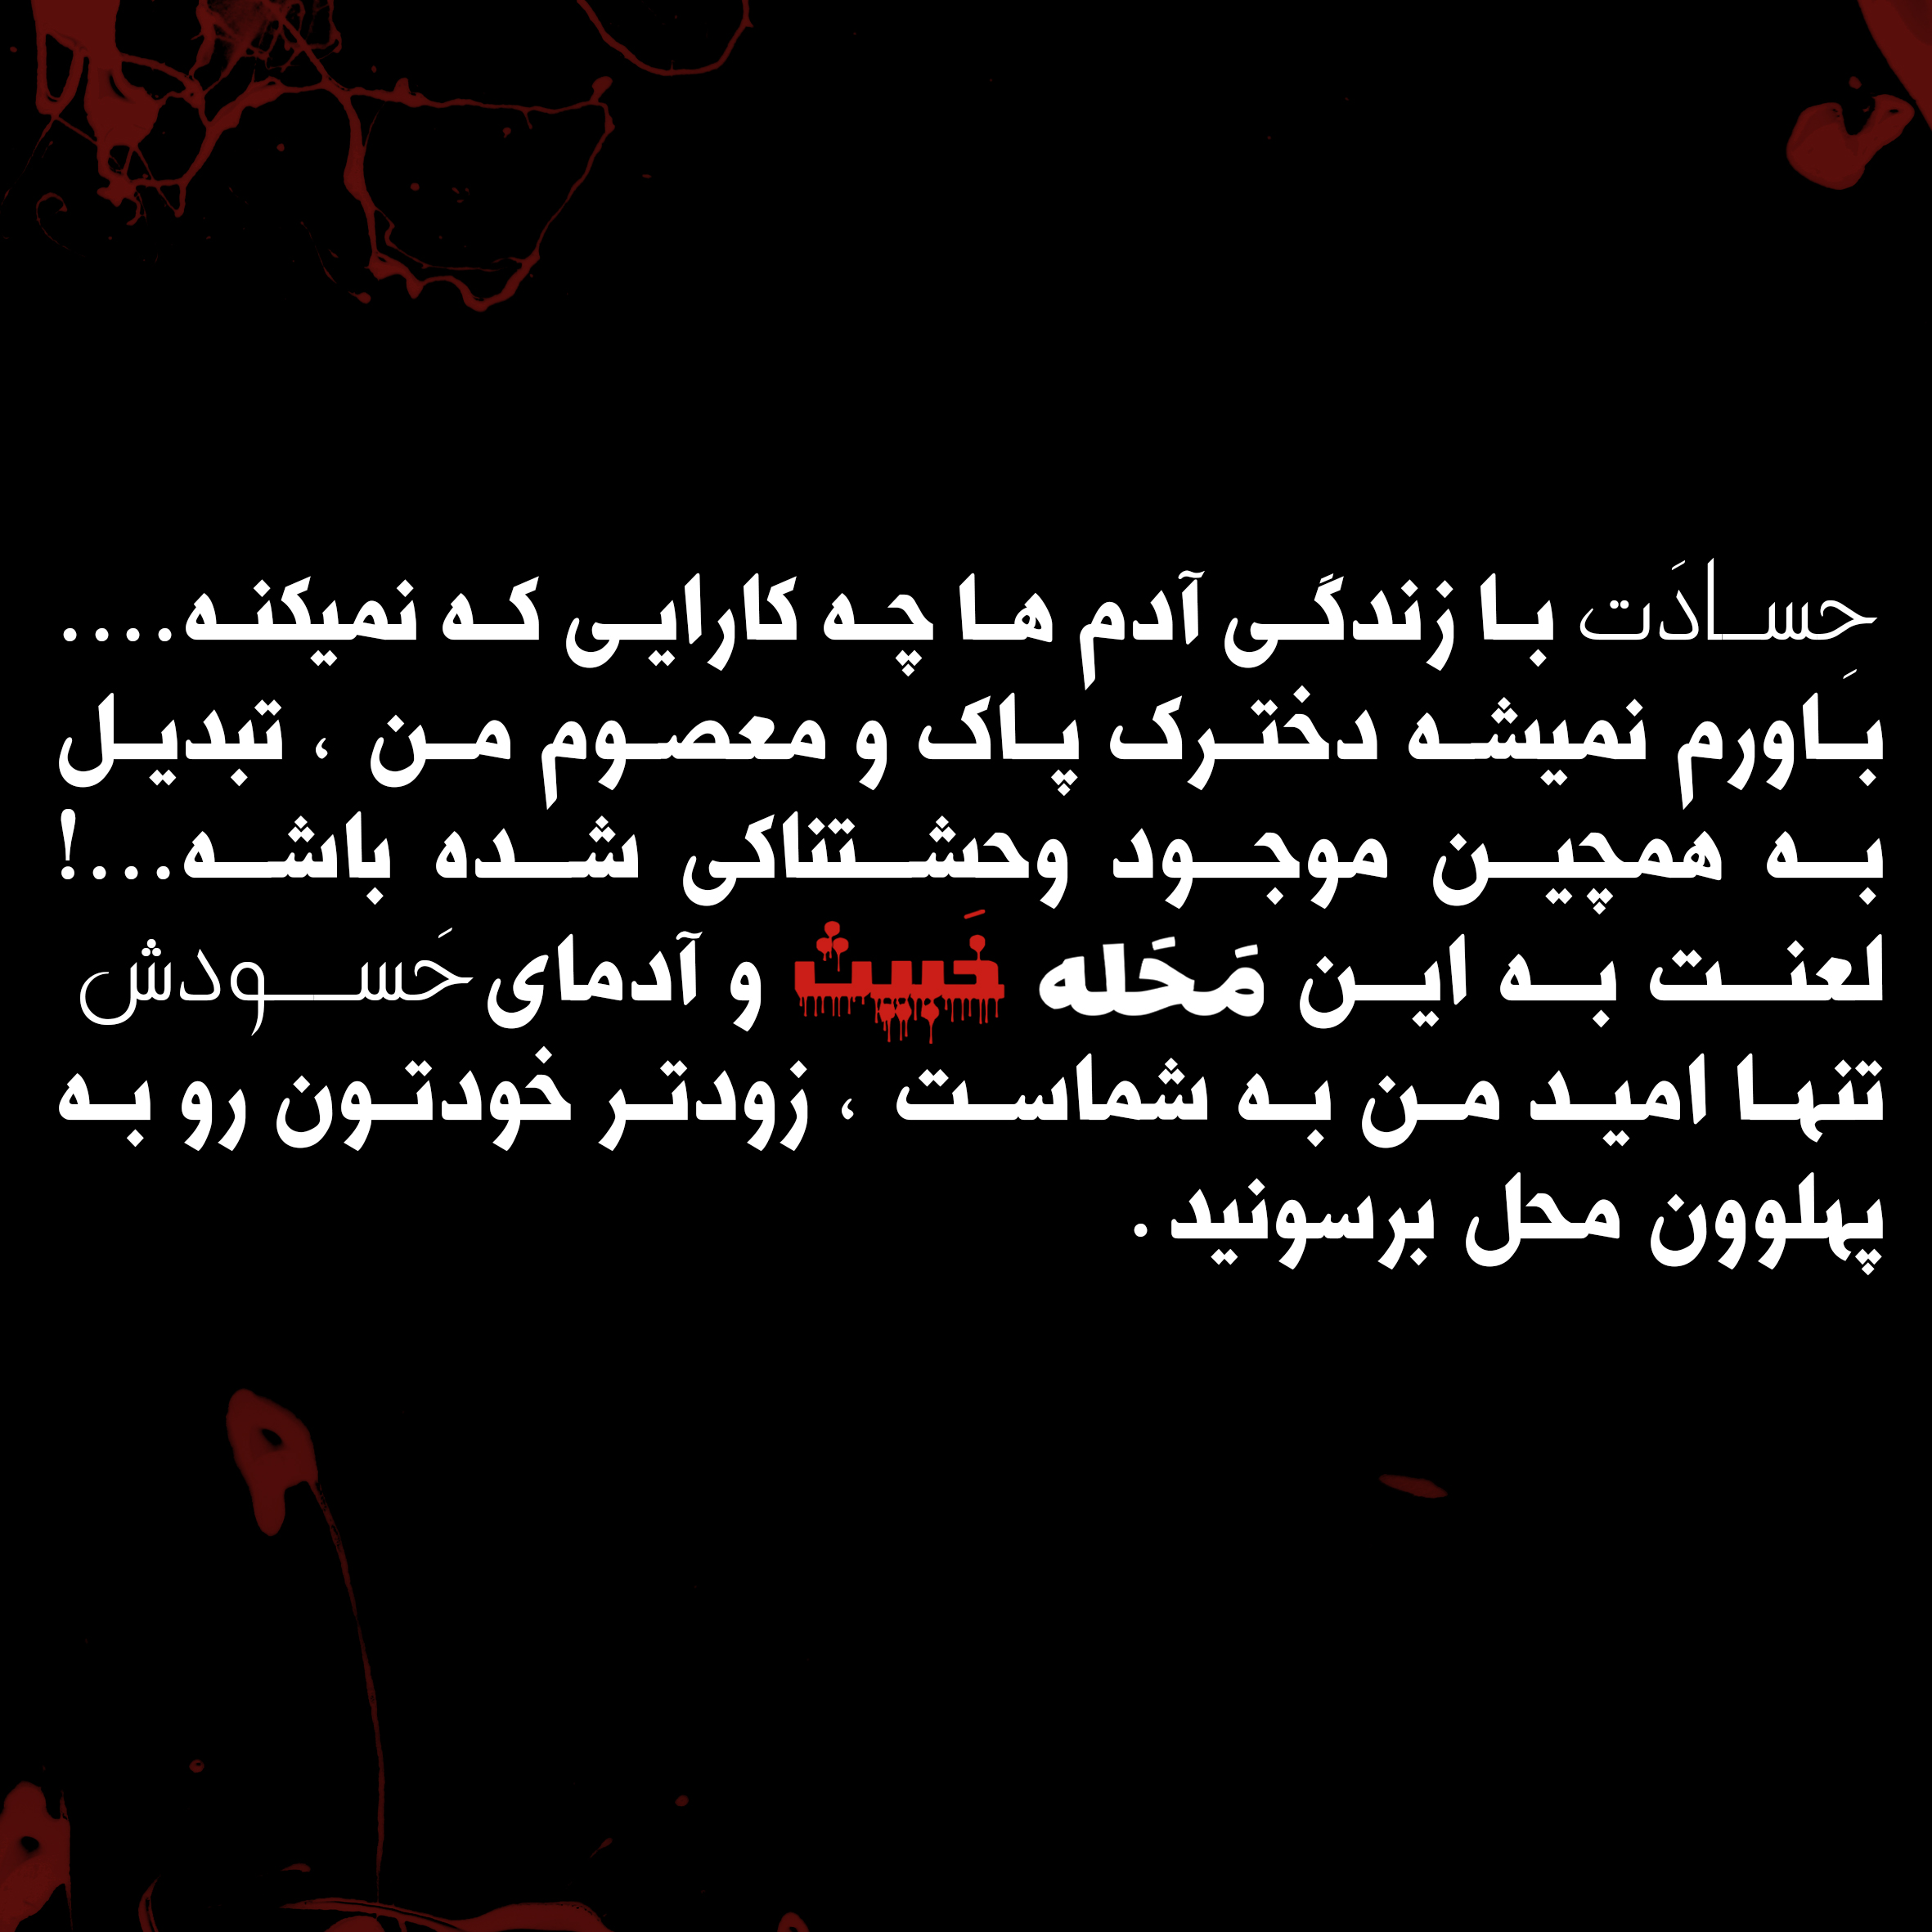 حسادَت با زندگی آدم ها چه کارایی که نمیکنه....
بَاورم نمیشه دخترک پاک و معصوم من ، تبدیل
به همچین موجود وحشتناکی شده باشه...!
لعنت به این مَحَله خَبیث و آدمای حَسودش
تنها امید من به شماست ، زودتر خودتون رو به
پهلوون محل برسونید .